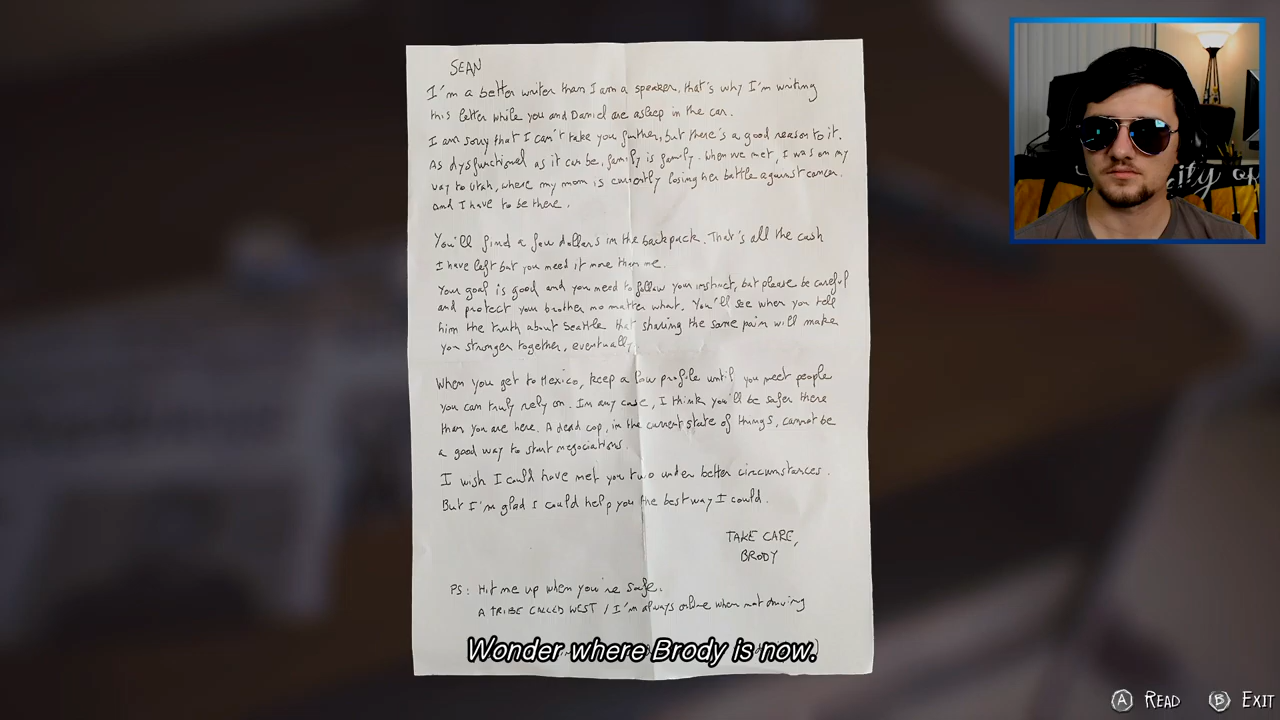 SEAN
I'm a better writer than I am a speaker, that's why I'm writing
this letter while you and Daniel are asleep in the car.
I am sorry that I can't take you further, but there's a good reason to it.
As dysfunctional as it can be, family is family. When we met, I was on my
way to Utah, where my mom is currently losing her battle against cancer.
and I have to be there.
You'll find a few dollars in the backpack. That's all the cash
I have left but you need it more than me.
Your goal is good and you need to follow your instinct, but please be careful
and protect your brother no matter what. You'll see when you tell
him the truth about Seattle that sharing the same pain will make
you stronger together, eventually.
When you get to Mexico, keep a low profile until you meet people
you can truly rely on. In any case, I think you'll be safer there
than you are here. A dead cop, in the current state of things, cannot be
a good way to start negociations.
I wish I could have met you two under better circumstances.
But I'm glad I could help you the best way I could.
TAKE CARE,
BRODY
PS: Hit me up when you're safe.
A TRIBE CALLED WEST / I'm always online when not driving
Wonder where Brody is now.
city of
A READ B EXIT